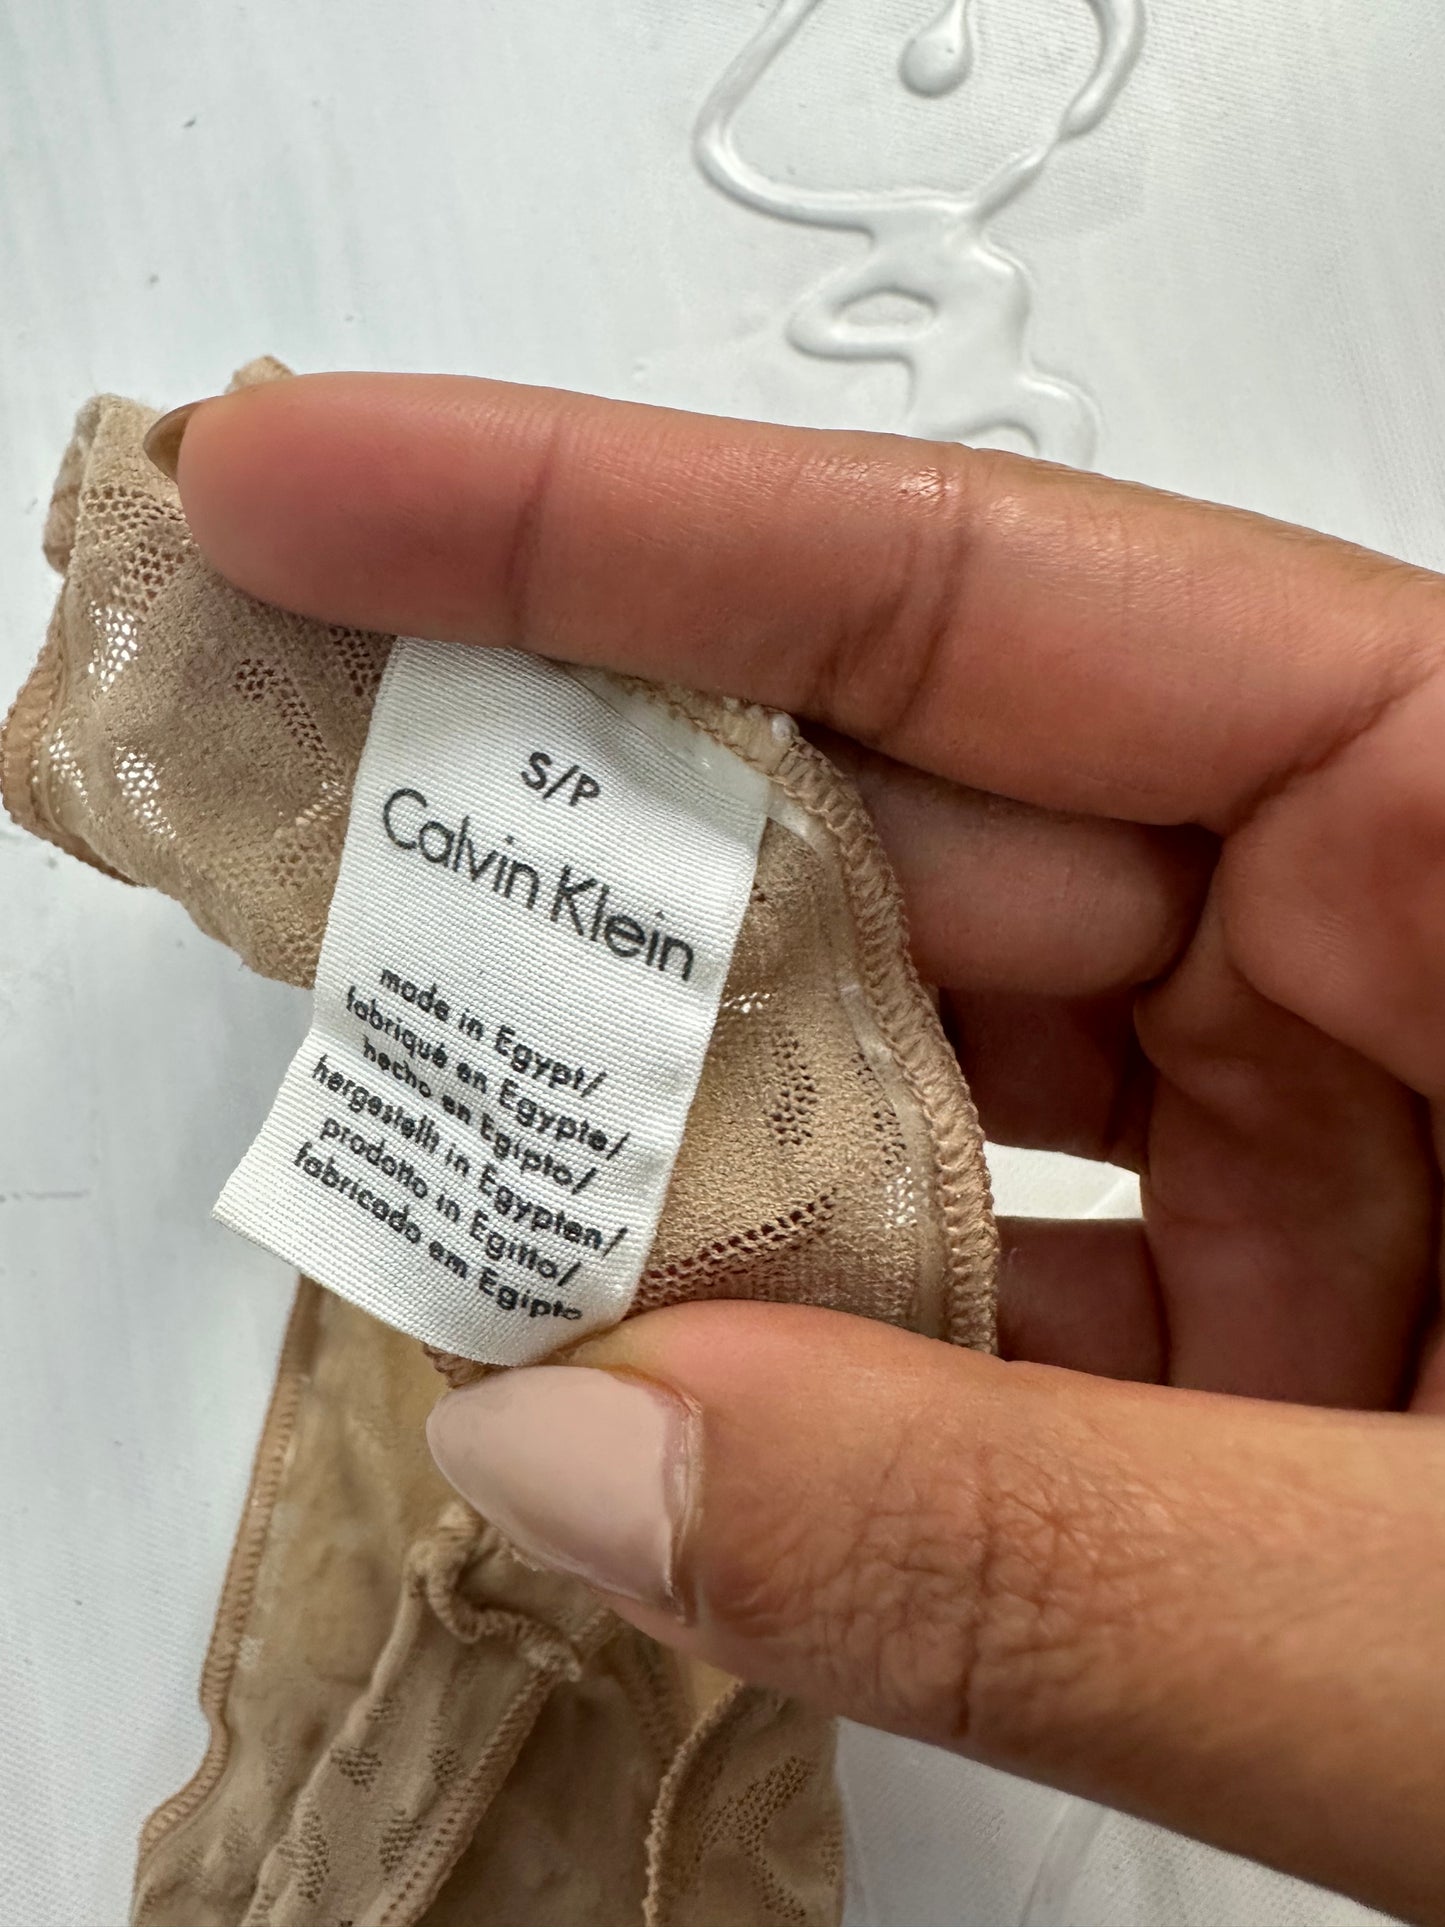 S/P
Calvin Klein
made in Egypt/
fabriqué en Egypte/
hecho en Egipto/
hergestellt in Egypten/
prodotto in Egitto/
fabricado em Egipto